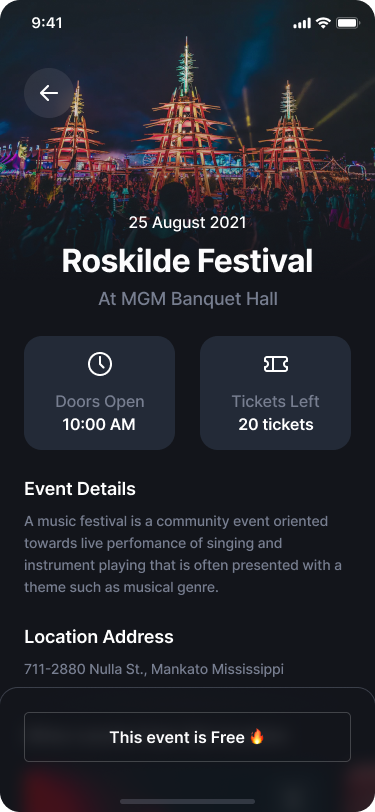 9:41
25 August 2021
Roskilde Festival
At MGM Banquet Hall
Doors Open
10:00 AM
Tickets Left
20 tickets
Event Details
A music festival is a community event oriented
towards live perfomance of singing and
instrument playing that is often presented with a
theme such as musical genre.
Location Address
711-2880 Nulla St., Mankato Mississippi
This event is Free 🔥